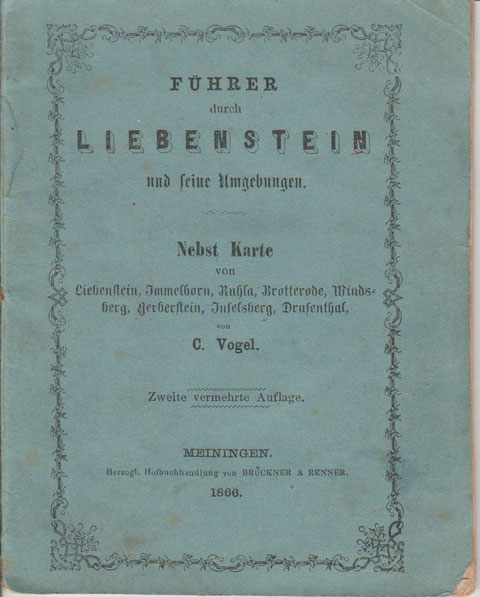 FÜHRER
durch
LIEBENSTEIN
und seine Umgebungen.
Nebst Karte
von
Liebenstein, Immelborn, Ruhla, Brotterode, Winds-
berg, Gerberstein, Inselsberg, Drusenthal,
von
C. Vogel.
Zweite vermehrte Auflage.
MEININGEN.
Herzogl. Hofbuchhandlung von BRÜCKNER & RENNER.
1866.